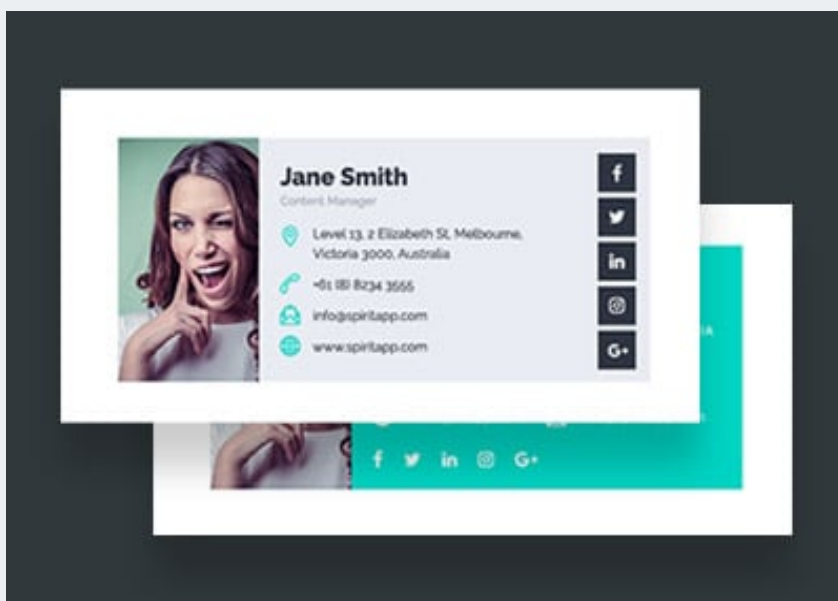 Jane Smith
Content Manager
Level 13, 2 Elizabeth St, Melbourne,
Victoria 3000, Australia
+61 (8) 8234 3555
info@spiritapp.com
www.spiritapp.com
f
in
G+
f
in
G+